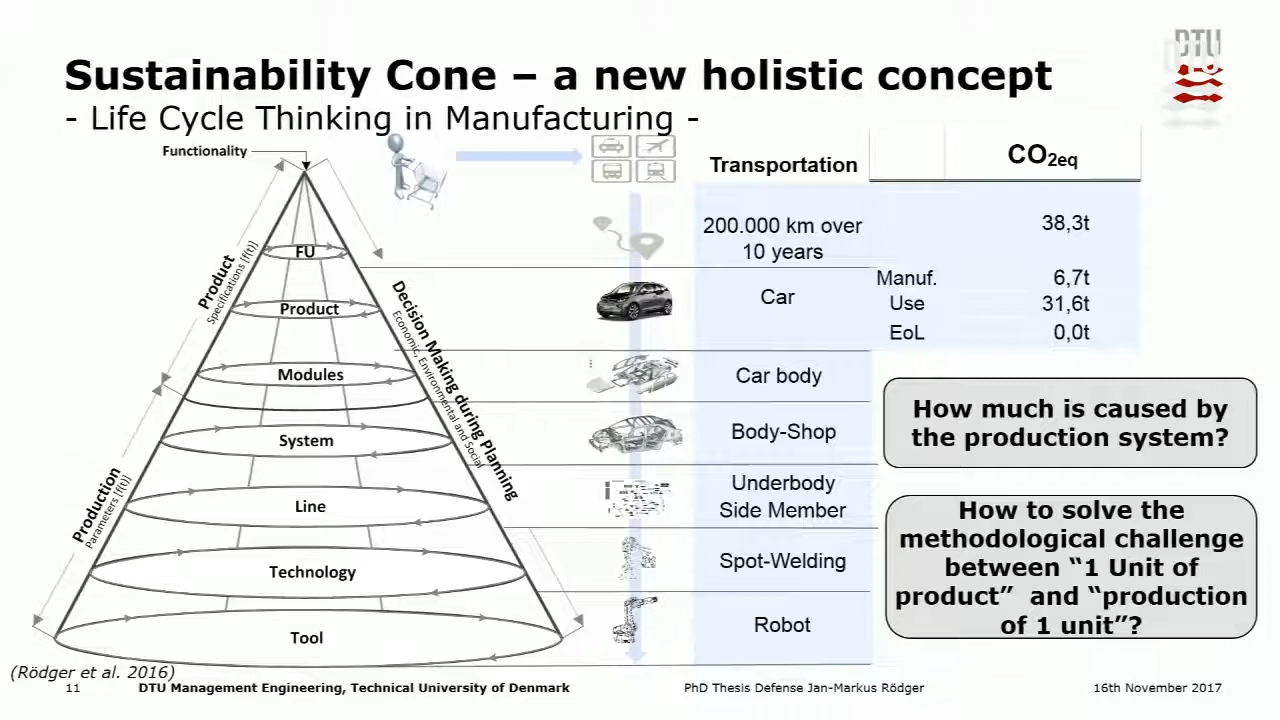 DTU
Sustainability Cone – a new holistic concept
- Life Cycle Thinking in Manufacturing -
Functionality
FU
Product
Modules
System
Line
Technology
Tool
Product
Specifications [f(t)]
Production
Parameters [f(t)]
Decision Making during Planning
Economic, Environmental and Social
Transportation
CO2eq
200.000 km over
10 years
38,3t
Car
Manuf.
6,7t
Use
31,6t
EoL
0,0t
Car body
Body-Shop
Underbody
Side Member
Spot-Welding
Robot
How much is caused by
the production system?
How to solve the
methodological challenge
between “1 Unit of
product” and “production
of 1 unit”?
(Rödger et al. 2016)
11
DTU Management Engineering, Technical University of Denmark
PhD Thesis Defense Jan-Markus Rödger
16th November 2017